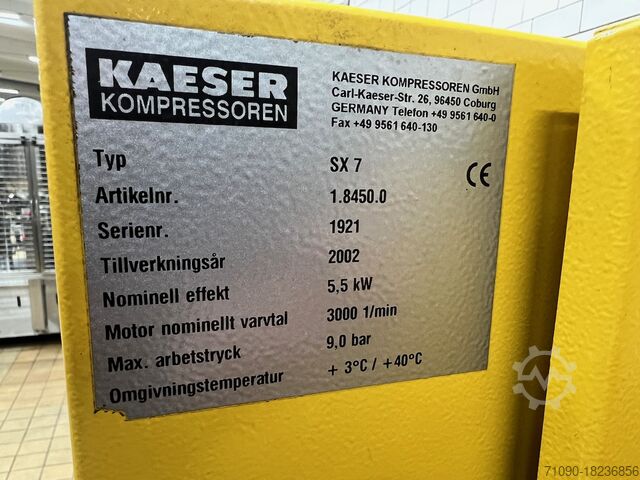 KAESER
KOMPRESSOREN
KAESER KOMPRESSOREN GmbH
Carl-Kaeser-Str. 26, 96450 Coburg
GERMANY Telefon +49 9561 640-0
Fax +49 9561 640-130
CE
Typ SX 7
Artikelnr. 1.8450.0
Serienr. 1921
Tillverkningsår 2002
Nominell effekt 5,5 kW
Motor nominellt varvtal 3000 1/min
Max. arbetstryck 9,0 bar
Omgivningstemperatur + 3°C / +40°C
71090-18236856